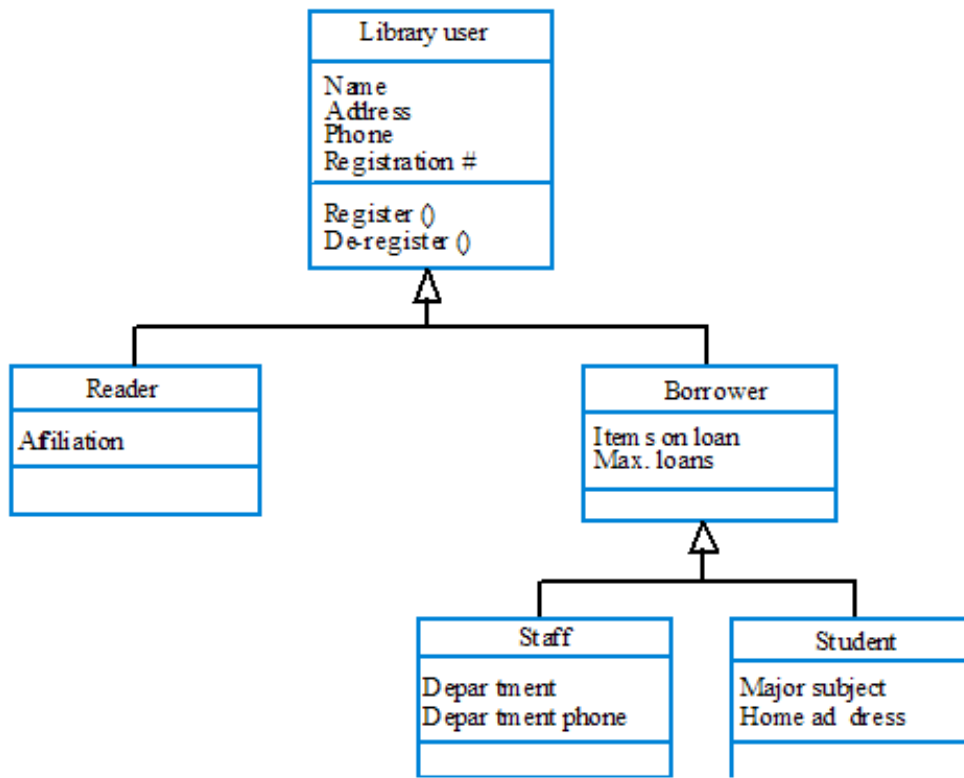 Library user
Name
Address
Phone
Registration #
Register ()
De-register ()
Reader
Affiliation
Borrower
Items on loan
Max. loans
Staff
Department
Department phone
Student
Major subject
Home address